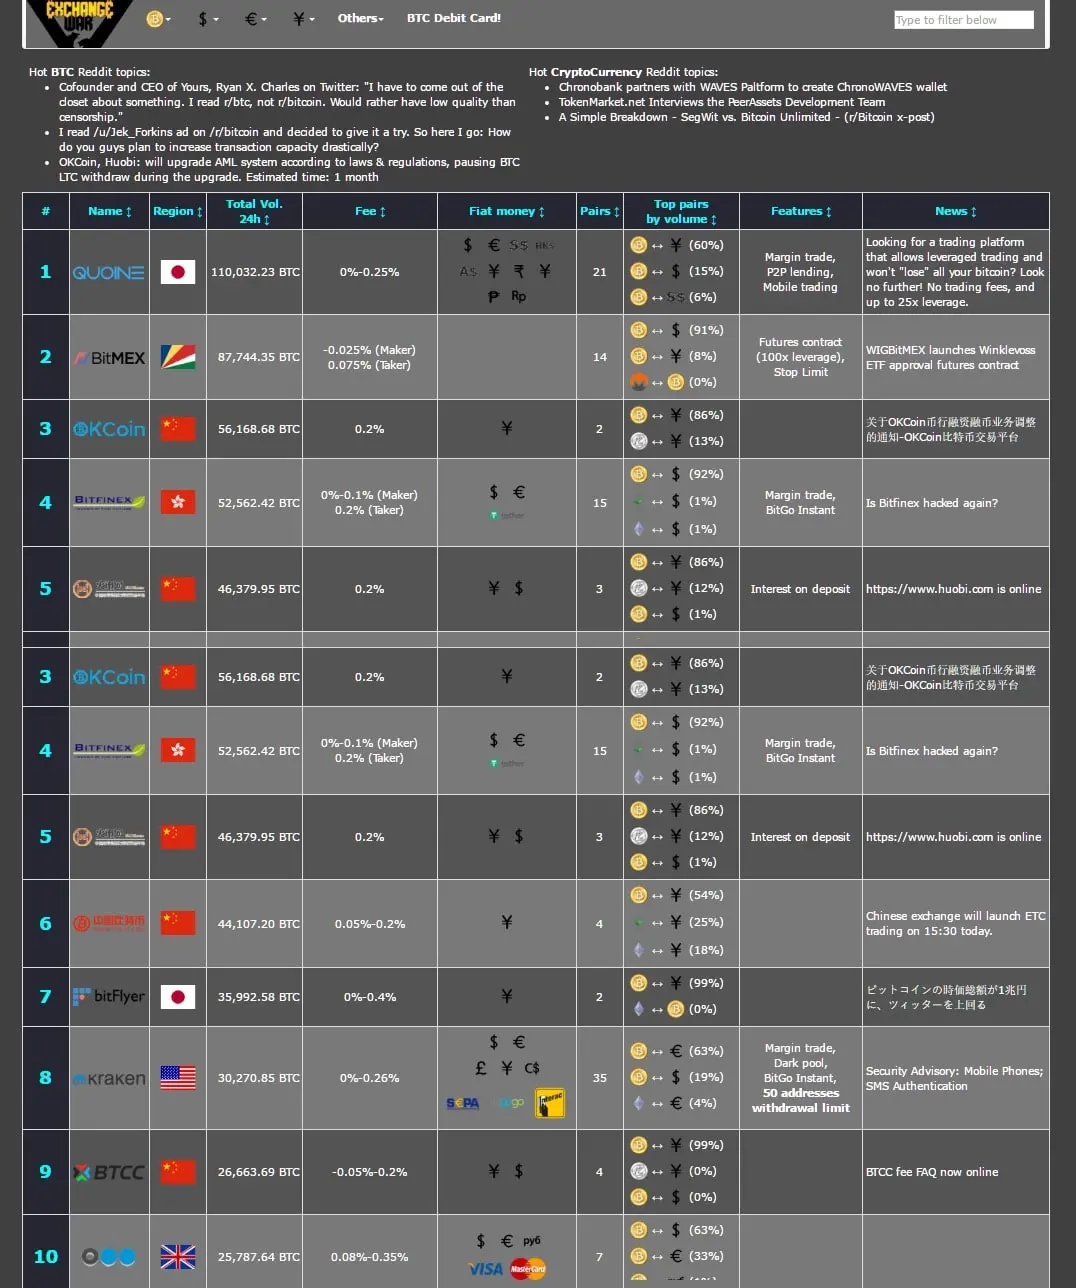 EXCHANGE
WAR
$ € ¥ Others BTC Debit Card!
Type to filter below
Hot BTC Reddit topics:
Cofounder and CEO of Yours, Ryan X. Charles on Twitter: "I have to come out of the
closet about something. I read r/btc, not r/bitcoin. Would rather have low quality than
censorship."
I read /u/Jek_Forkins ad on /r/bitcoin and decided to give it a try. So here I go: How
do you guys plan to increase transaction capacity drastically?
OKCoin, Huobi: will upgrade AML system according to laws & regulations, pausing BTC
LTC withdraw during the upgrade. Estimated time: 1 month
Hot CryptoCurrency Reddit topics:
Chronobank partners with WAVES Paltform to create ChronoWAVES wallet
TokenMarket.net Interviews the PeerAssets Development Team
A Simple Breakdown - SegWit vs. Bitcoin Unlimited - (r/Bitcoin x-post)
# Name ↕ Region ↕ Total Vol. 24h ↕ Fee ↕ Fiat money ↕ Pairs ↕ Top pairs by volume ↕ Features ↕ News ↕
1 QUOINE 110,032.23 BTC 0%-0.25%
$ € S$ HK$
A$ ¥ ₹ ¥
₱ Rp
21
↔ ¥ (60%)
↔ $ (15%)
↔ S$ (6%)
Margin trade,
P2P lending,
Mobile trading
Looking for a trading platform
that allows leveraged trading and
won't "lose" all your bitcoin? Look
no further! No trading fees, and
up to 25x leverage.
2 BitMEX 87,744.35 BTC
-0.025% (Maker)
0.075% (Taker)
14
↔ $ (91%)
↔ ¥ (8%)
↔ (0%)
Futures contract
(100x leverage),
Stop Limit
WIGBitMEX launches Winklevoss
ETF approval futures contract
3 OKCoin 56,168.68 BTC 0.2% ¥ 2
↔ ¥ (86%)
↔ ¥ (13%)
关于OKCoin币行融资融币业务调整
的通知-OKCoin比特币交易平台
4 BITFINEX 52,562.42 BTC
0%-0.1% (Maker)
0.2% (Taker)
$ €
tether
15
↔ $ (92%)
↔ $ (1%)
↔ $ (1%)
Margin trade,
BitGo Instant
Is Bitfinex hacked again?
5 46,379.95 BTC 0.2% ¥ $ 3
↔ ¥ (86%)
↔ ¥ (12%)
↔ $ (1%)
Interest on deposit
https://www.huobi.com is online
3 OKCoin 56,168.68 BTC 0.2% ¥ 2
↔ ¥ (86%)
↔ ¥ (13%)
关于OKCoin币行融资融币业务调整
的通知-OKCoin比特币交易平台
4 BITFINEX 52,562.42 BTC
0%-0.1% (Maker)
0.2% (Taker)
$ €
tether
15
↔ $ (92%)
↔ $ (1%)
↔ $ (1%)
Margin trade,
BitGo Instant
Is Bitfinex hacked again?
5 46,379.95 BTC 0.2% ¥ $ 3
↔ ¥ (86%)
↔ ¥ (12%)
↔ $ (1%)
Interest on deposit
https://www.huobi.com is online
6 中国比特币 44,107.20 BTC 0.05%-0.2% ¥ 4
↔ ¥ (54%)
↔ ¥ (25%)
↔ ¥ (18%)
Chinese exchange will launch ETC
trading on 15:30 today.
7 bitFlyer 35,992.58 BTC 0%-0.4% ¥ 2
↔ ¥ (99%)
↔ (0%)
ビットコインの時価総額が1兆円
に、ツィッターを上回る
8 kraken 30,270.85 BTC 0%-0.26%
$ €
£ ¥ C$
SEPA Interac
35
↔ € (63%)
↔ $ (19%)
↔ € (4%)
Margin trade,
Dark pool,
BitGo Instant,
50 addresses
withdrawal limit
Security Advisory: Mobile Phones;
SMS Authentication
9 BTCC 26,663.69 BTC -0.05%-0.2% ¥ $ 4
↔ ¥ (99%)
↔ ¥ (0%)
↔ $ (0%)
BTCC fee FAQ now online
10 25,787.64 BTC 0.08%-0.35%
$ € руб
VISA MasterCard
7
↔ $ (63%)
↔ € (33%)